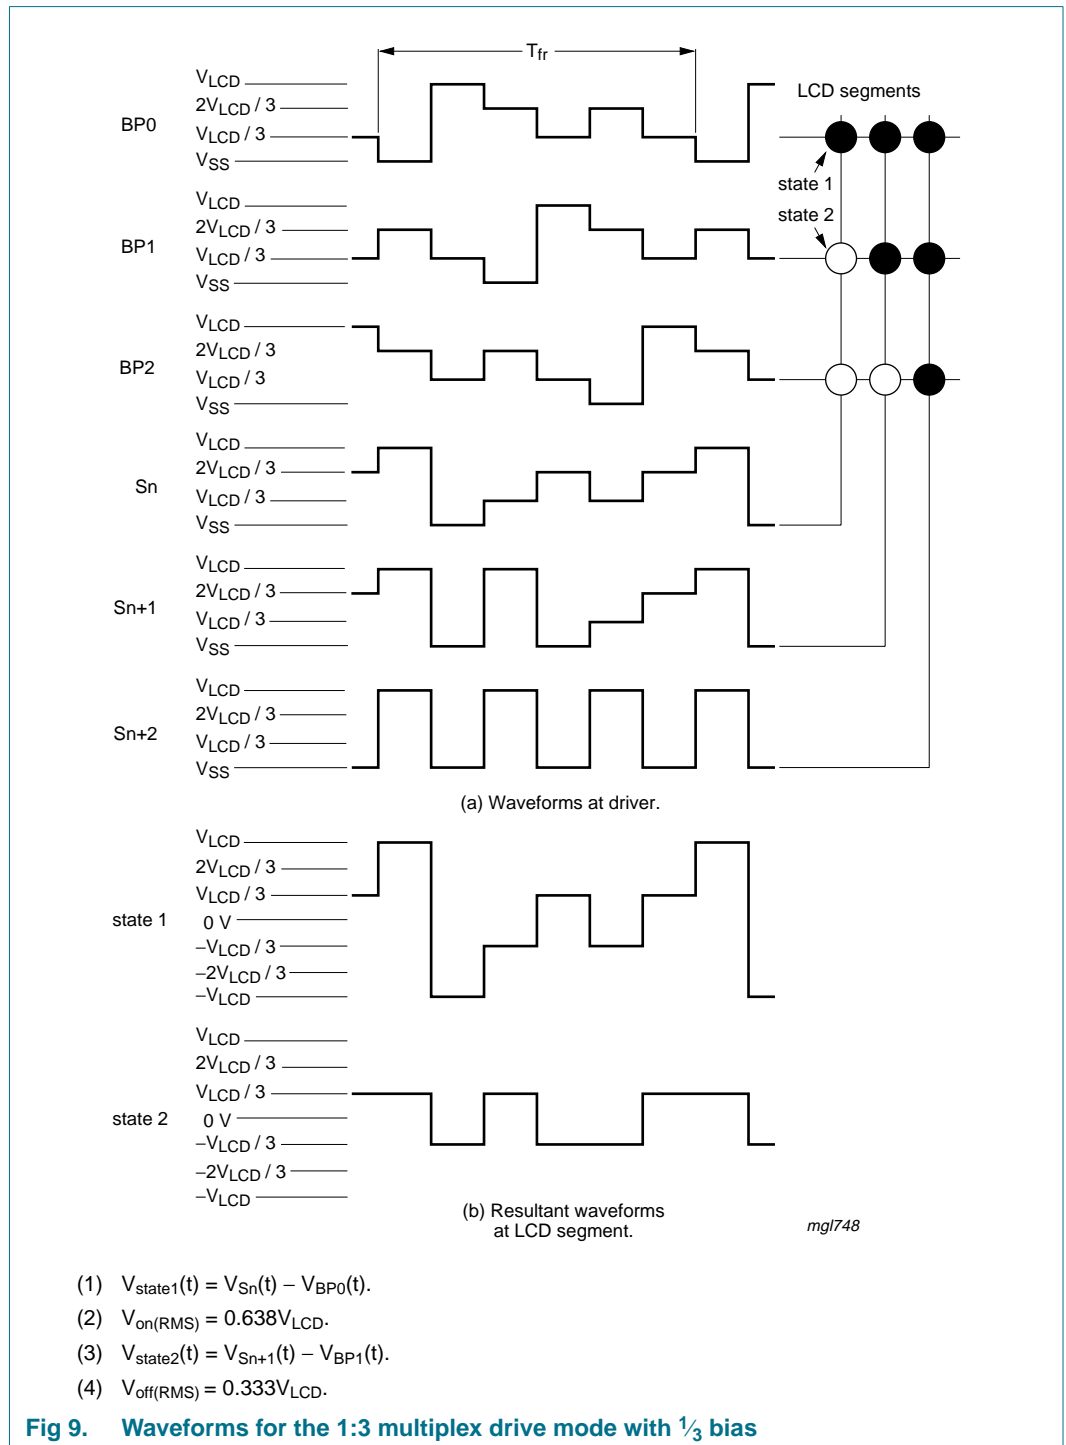 Tfr
VLCD
2VLCD / 3
BP0
VLCD / 3
VSS
LCD segments
state 1
VLCD
2VLCD / 3
BP1
VLCD / 3
VSS
state 2
VLCD
2VLCD / 3
BP2
VLCD / 3
VSS
VLCD
2VLCD / 3
Sn
VLCD / 3
VSS
VLCD
2VLCD / 3
Sn+1
VLCD / 3
VSS
VLCD
2VLCD / 3
Sn+2
VLCD / 3
VSS
(a) Waveforms at driver.
VLCD
2VLCD / 3
VLCD / 3
state 1
0 V
−VLCD / 3
−2VLCD / 3
−VLCD
VLCD
2VLCD / 3
VLCD / 3
state 2
0 V
−VLCD / 3
−2VLCD / 3
−VLCD
(b) Resultant waveforms
at LCD segment.
mgl748
(1) Vstate1(t) = VSn(t) − VBP0(t).
(2) Von(RMS) = 0.638VLCD.
(3) Vstate2(t) = VSn+1(t) − VBP1(t).
(4) Voff(RMS) = 0.333VLCD.
Fig 9. Waveforms for the 1:3 multiplex drive mode with 1⁄3 bias